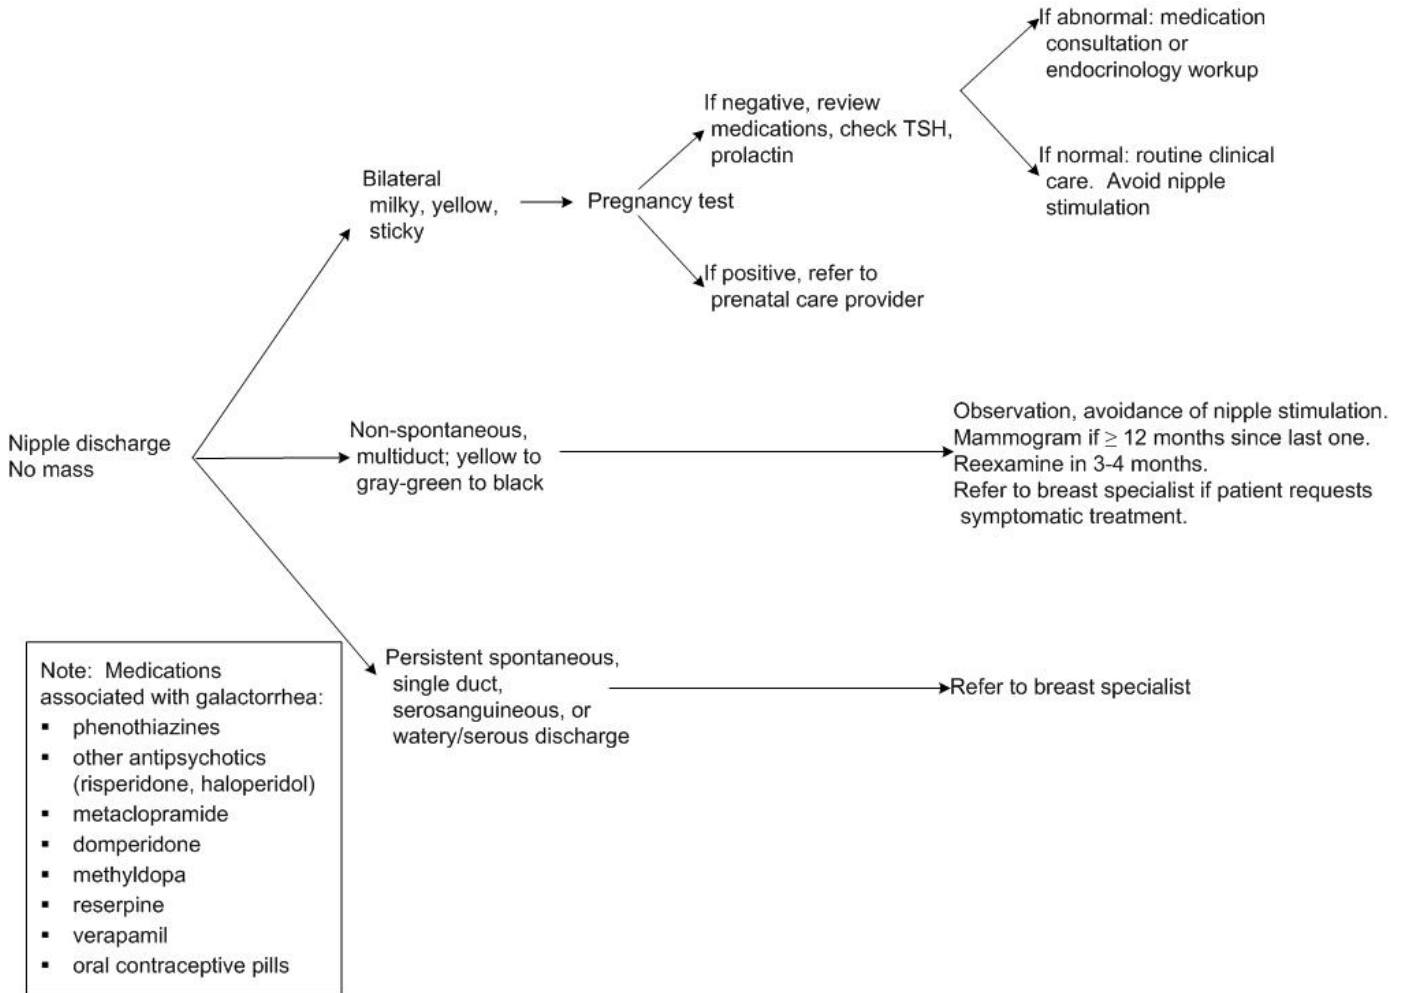 If abnormal: medication
consultation or
endocrinology workup
If negative, review
medications, check TSH,
prolactin
If normal: routine clinical
care. Avoid nipple
stimulation
Bilateral
milky, yellow,
sticky
Pregnancy test
If positive, refer to
prenatal care provider
Nipple discharge
No mass
Non-spontaneous,
multiduct; yellow to
gray-green to black
Observation, avoidance of nipple stimulation.
Mammogram if ≥ 12 months since last one.
Reexamine in 3-4 months.
Refer to breast specialist if patient requests
symptomatic treatment.
Persistent spontaneous,
single duct,
serosanguineous, or
watery/serous discharge
Refer to breast specialist
Note: Medications
associated with galactorrhea:
▪ phenothiazines
▪ other antipsychotics
(risperidone, haloperidol)
▪ metaclopramide
▪ domperidone
▪ methyldopa
▪ reserpine
▪ verapamil
▪ oral contraceptive pills